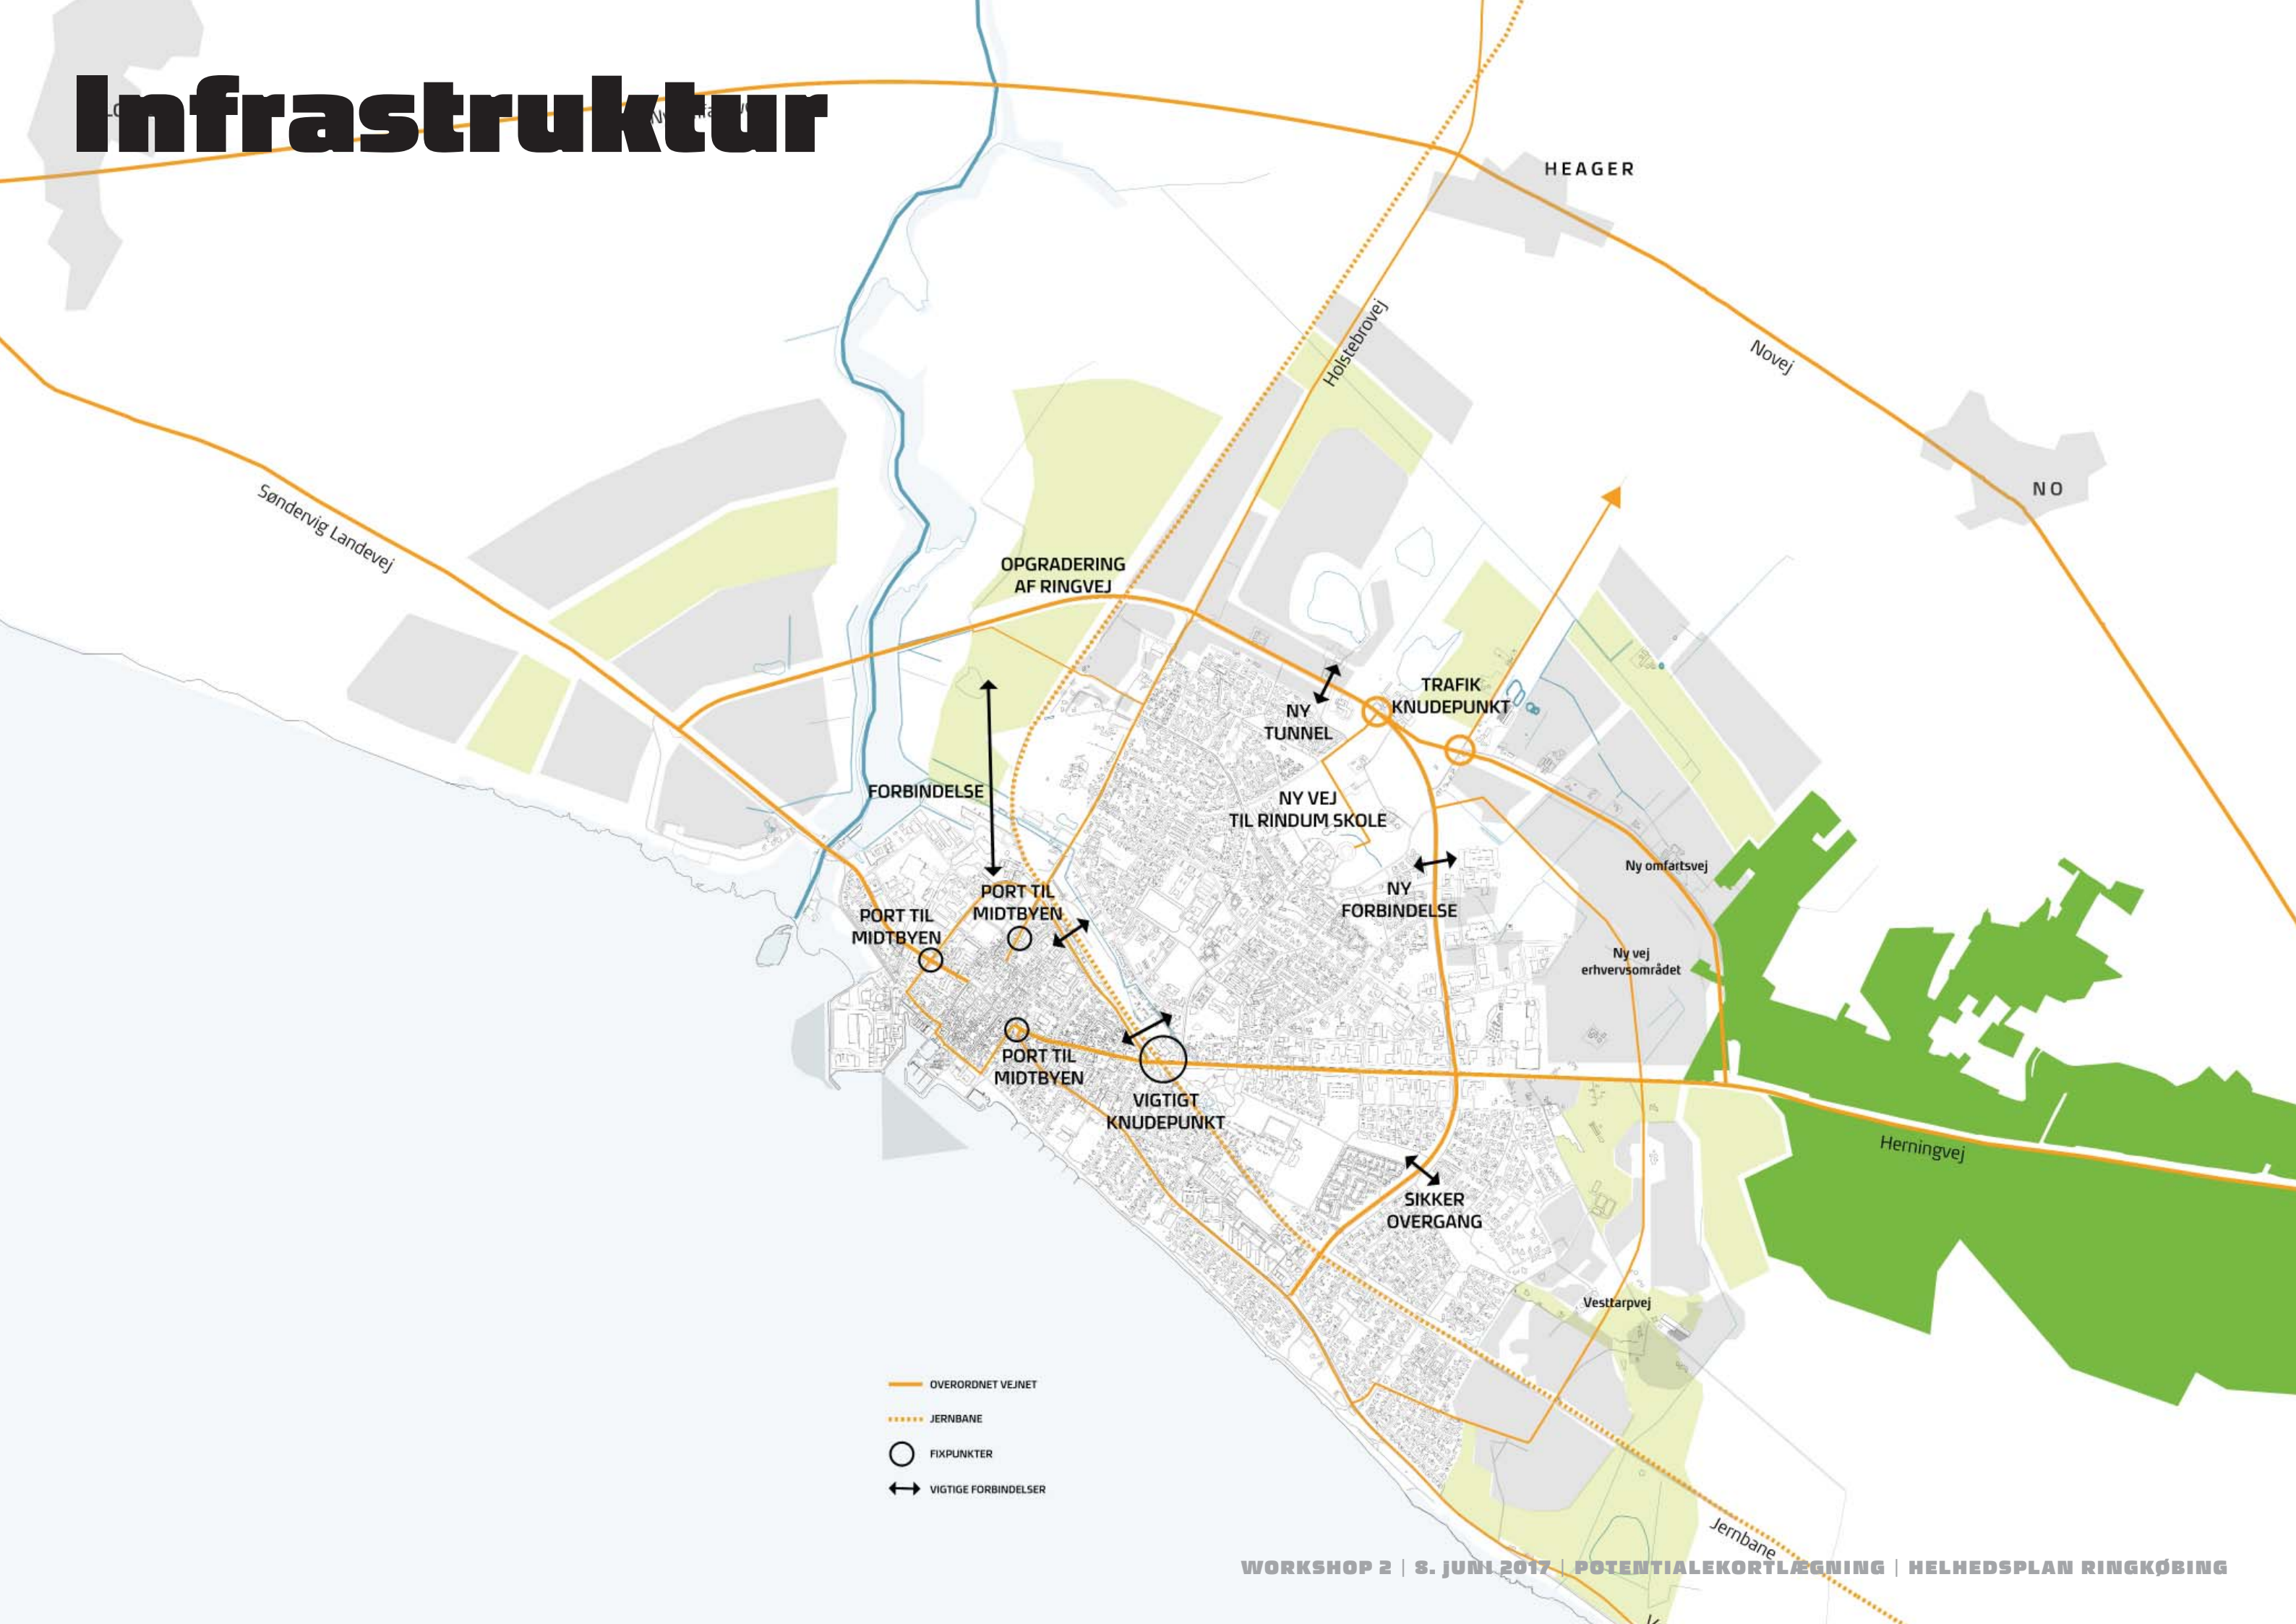 Infrastruktur
HEAGER
Holstebrovej
Novej
NO
Søndervig Landevej
OPGRADERING
AF RINGVEJ
TRAFIK
KNUDEPUNKT
NY
TUNNEL
FORBINDELSE
NY VEJ
TIL RINDUM SKOLE
Ny omfartsvej
NY
FORBINDELSE
PORT TIL
MIDTBYEN
PORT TIL
MIDTBYEN
Ny vej
erhvervsområdet
PORT TIL
MIDTBYEN
VIGTIGT
KNUDEPUNKT
Herningvej
SIKKER
OVERGANG
Vesttarpvej
OVERORDNET VEJNET
JERNBANE
FIXPUNKTER
VIGTIGE FORBINDELSER
Jernbane
WORKSHOP 2 | 8. JUNI 2017 | POTENTIALEKORTLÆGNING | HELHEDSPLAN RINGKØBING